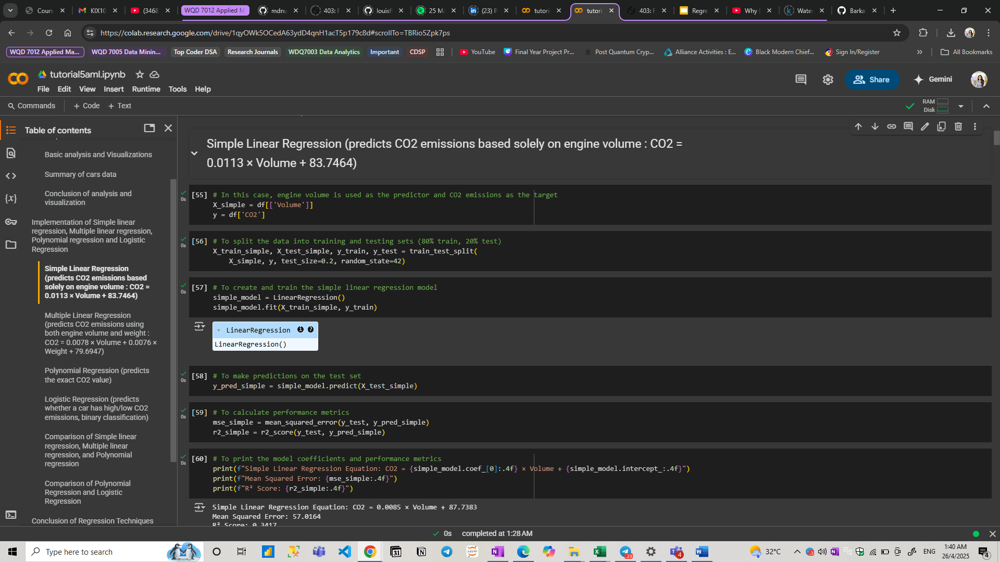 Cours
KIX10
(3468
WQD 7012 Applied M
mdnu
403: F
louisfl
25 Ma
(23) P
tutori
tutori
403: F
Regre
Why
Water
Barka
https://colab.research.google.com/drive/1qyOWk5OCedA63ydD4qnH1acT5p179c8d#scrollTo=TBRio5Zpk7ps
WQD 7012 Applied Ma...
WQD 7005 Data Minin...
Top Coder DSA
Research Journals
WDQ7003 Data Analytics
Important
CDSP
YouTube
Final Year Project Pr...
Post Quantum Cryp...
Alliance Activities : E...
Black Modern Chief...
Sign In/Register
All Bookmarks
tutorial5aml.ipynb
File Edit View Insert Runtime Tools Help
Share
Gemini
Commands
+ Code + Text
RAM
Disk
Table of contents
Basic analysis and Visualizations
Summary of cars data
Conclusion of analysis and
visualization
Implementation of Simple linear
regression, Multiple linear regression,
Polynomial regression and Logistic
Regression
Simple Linear Regression
(predicts CO2 emissions based
solely on engine volume : CO2 =
0.0113 × Volume + 83.7464)
Multiple Linear Regression
(predicts CO2 emissions using
both engine volume and weight :
CO2 = 0.0078 × Volume + 0.0076 ×
Weight + 79.6947)
Polynomial Regression (predicts
the exact CO2 value)
Logistic Regression (predicts
whether a car has high/low CO2
emissions, binary classification)
Comparison of Simple linear
regression, Multiple linear
regression, and Polynomial
regression
Comparison of Polynomial
Regression and Logistic
Regression
Conclusion of Regression Techniques
Simple Linear Regression (predicts CO2 emissions based solely on engine volume : CO2 =
0.0113 × Volume + 83.7464)
0s
[55] # In this case, engine volume is used as the predictor and CO2 emissions as the target
X_simple = df[['Volume']]
y = df['CO2']
0s
[56] # To split the data into training and testing sets (80% train, 20% test)
X_train_simple, X_test_simple, y_train, y_test = train_test_split(
X_simple, y, test_size=0.2, random_state=42)
0s
[57] # To create and train the simple linear regression model
simple_model = LinearRegression()
simple_model.fit(X_train_simple, y_train)
LinearRegression i ?
LinearRegression()
0s
[58] # To make predictions on the test set
y_pred_simple = simple_model.predict(X_test_simple)
0s
[59] # To calculate performance metrics
mse_simple = mean_squared_error(y_test, y_pred_simple)
r2_simple = r2_score(y_test, y_pred_simple)
0s
[60] # To print the model coefficients and performance metrics
print(f"Simple Linear Regression Equation: CO2 = {simple_model.coef_[0]:.4f} × Volume + {simple_model.intercept_:.4f}")
print(f"Mean Squared Error: {mse_simple:.4f}")
print(f"R² Score: {r2_simple:.4f}")
Simple Linear Regression Equation: CO2 = 0.0085 × Volume + 87.7383
Mean Squared Error: 57.0164
R² Score: 0.3417
0s completed at 1:28 AM
Type here to search
31
23
4
32°C
ENG
1:40 AM
26/4/2025
4